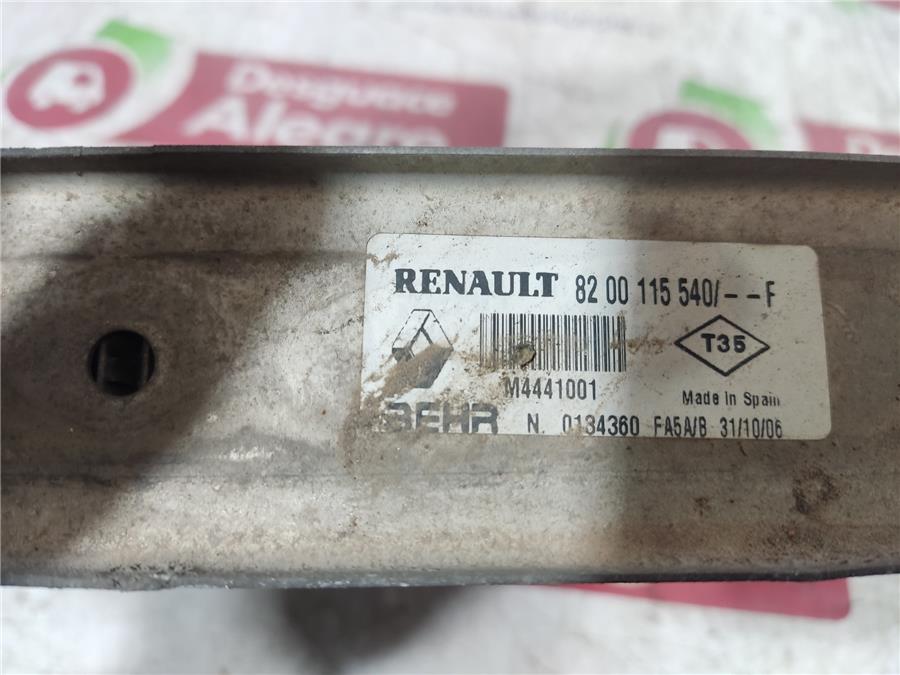 Desguace
Alegre
RENAULT 82 00 115 540/--F
T35
M4441001
Made In Spain
BEHR N. 0134360 FA5A/B 31/10/06